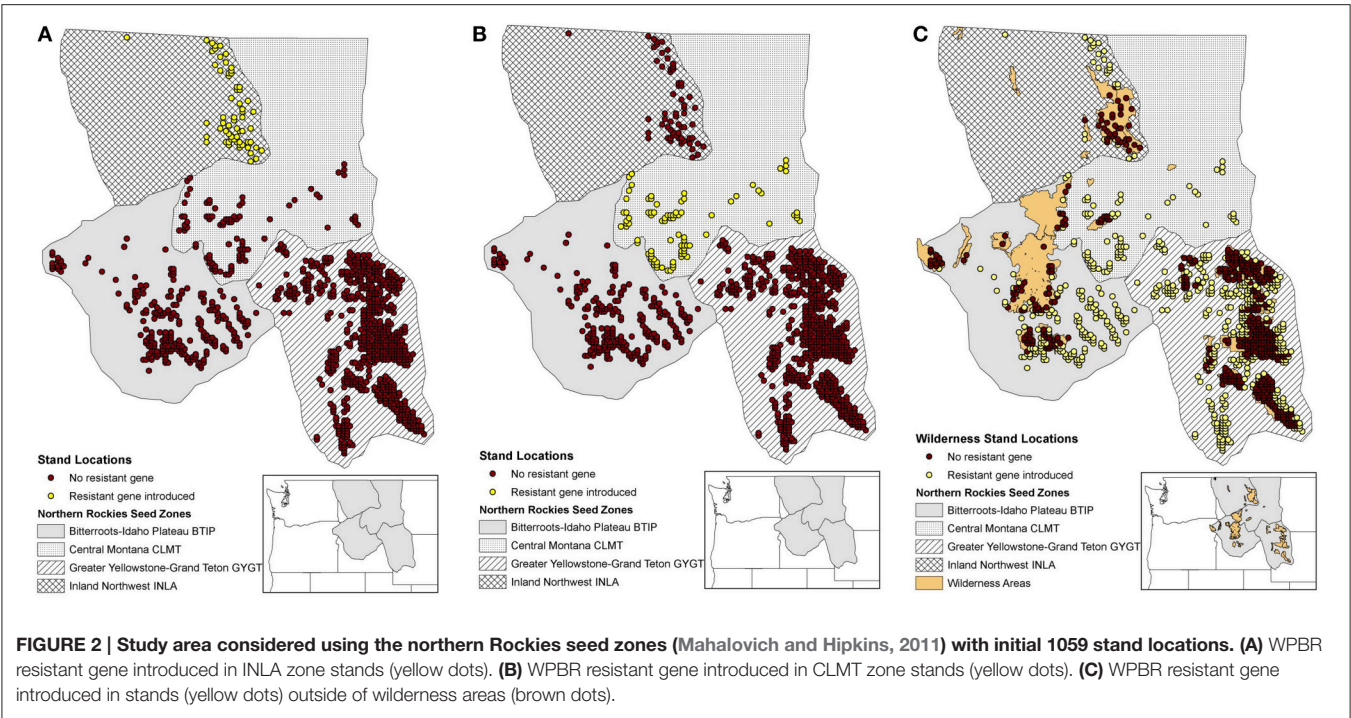 A
Stand Locations
No resistant gene
Resistant gene introduced
Northern Rockies Seed Zones
Bitterroots-Idaho Plateau BTIP
Central Montana CLMT
Greater Yellowstone-Grand Teton GYGT
Inland Northwest INLA
B
Stand Locations
No resistant gene
Resistant gene introduced
Northern Rockies Seed Zones
Bitterroots-Idaho Plateau BTIP
Central Montana CLMT
Greater Yellowstone-Grand Teton GYGT
Inland Northwest INLA
C
Wilderness Stand Locations
No resistant gene
Resistant gene introduced
Northern Rockies Seed Zones
Bitterroots-Idaho Plateau BTIP
Central Montana CLMT
Greater Yellowstone-Grand Teton GYGT
Inland Northwest INLA
Wilderness Areas
FIGURE 2 | Study area considered using the northern Rockies seed zones (Mahalovich and Hipkins, 2011) with initial 1059 stand locations. (A) WPBR
resistant gene introduced in INLA zone stands (yellow dots). (B) WPBR resistant gene introduced in CLMT zone stands (yellow dots). (C) WPBR resistant gene
introduced in stands (yellow dots) outside of wilderness areas (brown dots).